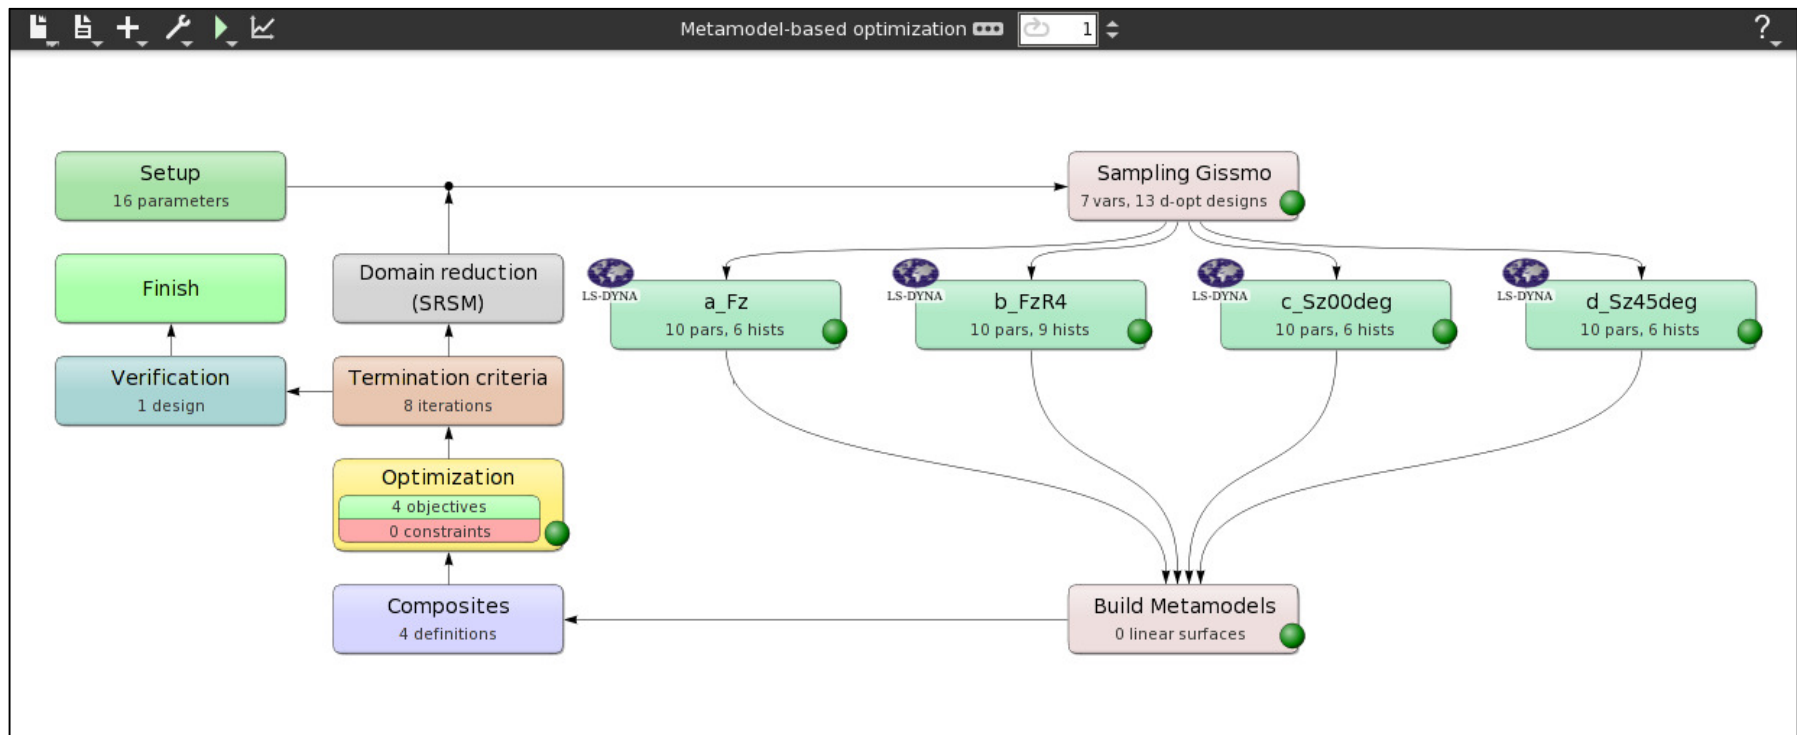 Metamodel-based optimization
1
?
Setup
16 parameters
Sampling Gissmo
7 vars, 13 d-opt designs
Finish
Domain reduction
(SRSM)
LS-DYNA
a_Fz
10 pars, 6 hists
LS-DYNA
b_FzR4
10 pars, 9 hists
LS-DYNA
c_Sz00deg
10 pars, 6 hists
LS-DYNA
d_Sz45deg
10 pars, 6 hists
Verification
1 design
Termination criteria
8 iterations
Optimization
4 objectives
0 constraints
Composites
4 definitions
Build Metamodels
0 linear surfaces